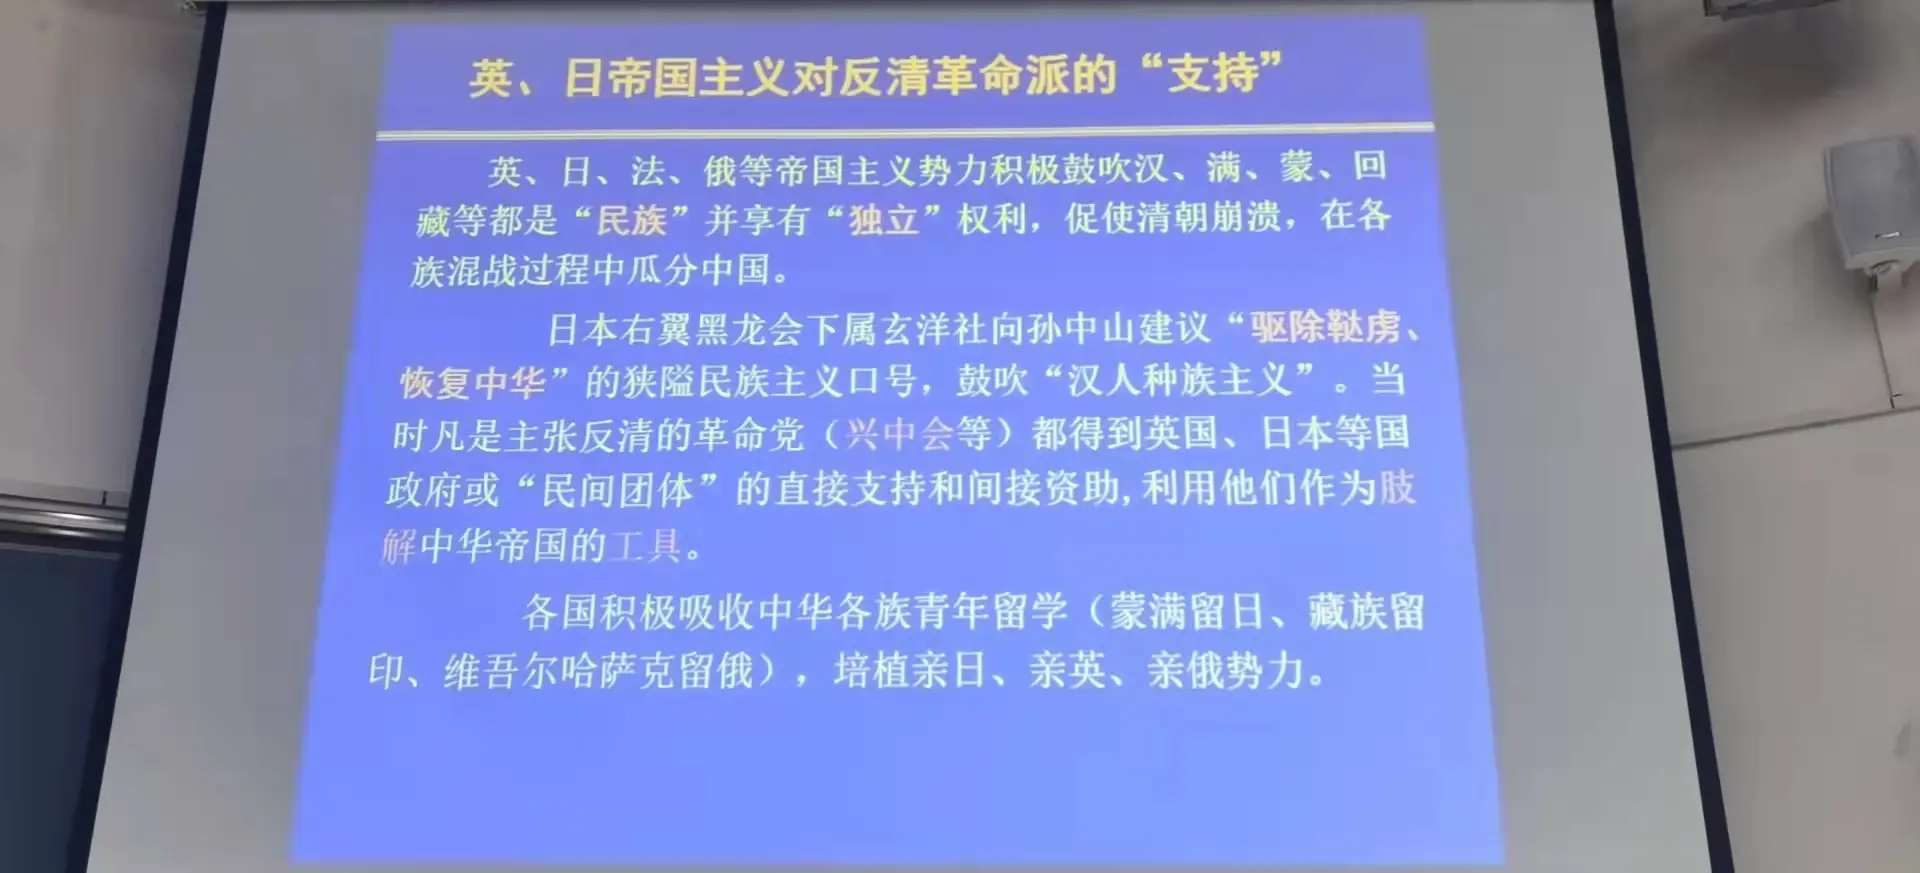 英、日帝国主义对反清革命派的“支持”
英、日、法、俄等帝国主义势力积极鼓吹汉、满、蒙、回
藏等都是“民族”并享有“独立”权利，促使清朝崩溃，在各
族混战过程中瓜分中国。
日本右翼黑龙会下属玄洋社向孙中山建议“驱除鞑虏、
恢复中华”的狭隘民族主义口号，鼓吹“汉人种族主义”。当
时凡是主张反清的革命党（兴中会等）都得到英国、日本等国
政府或“民间团体”的直接支持和间接资助,利用他们作为肢
解中华帝国的工具。
各国积极吸收中华各族青年留学（蒙满留日、藏族留
印、维吾尔哈萨克留俄），培植亲日、亲英、亲俄势力。